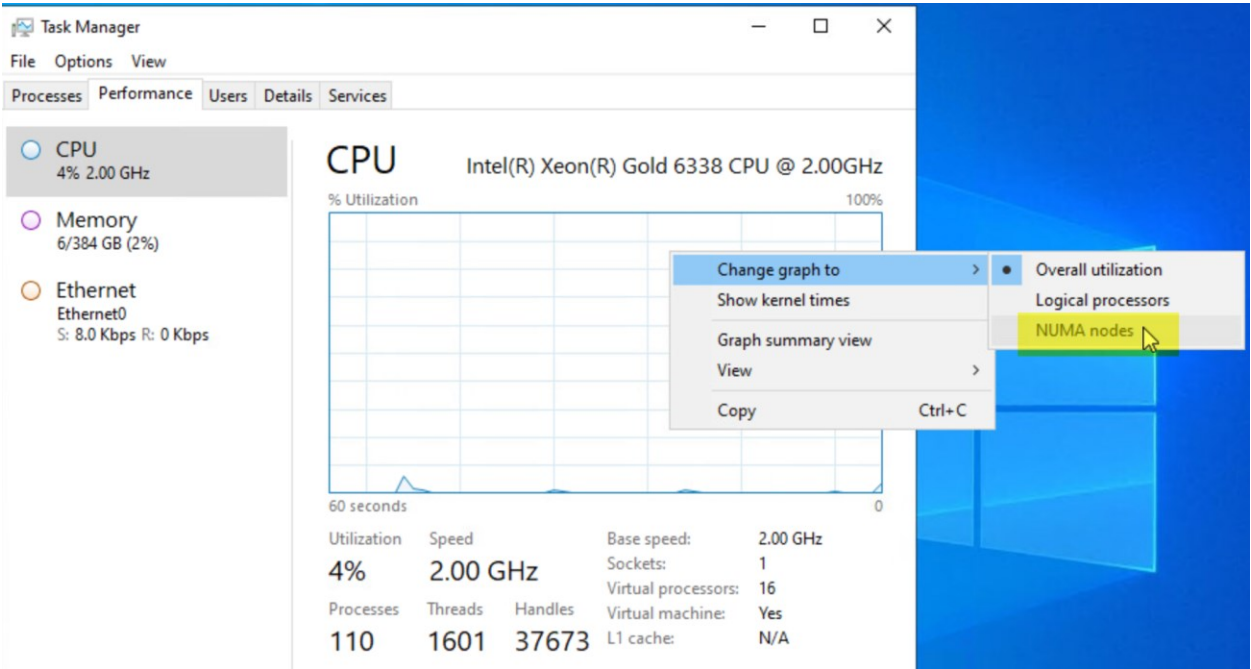 Task Manager
File Options View
Processes Performance Users Details Services
CPU
4% 2.00 GHz
Memory
6/384 GB (2%)
Ethernet
Ethernet0
S: 8.0 Kbps R: 0 Kbps
CPU Intel(R) Xeon(R) Gold 6338 CPU @ 2.00GHz
% Utilization 100%
Change graph to
Show kernel times
Graph summary view
View
Copy Ctrl+C
Overall utilization
Logical processors
NUMA nodes
60 seconds 0
Utilization Speed
4% 2.00 GHz
Processes Threads Handles
110 1601 37673
Base speed: 2.00 GHz
Sockets: 1
Virtual processors: 16
Virtual machine: Yes
L1 cache: N/A